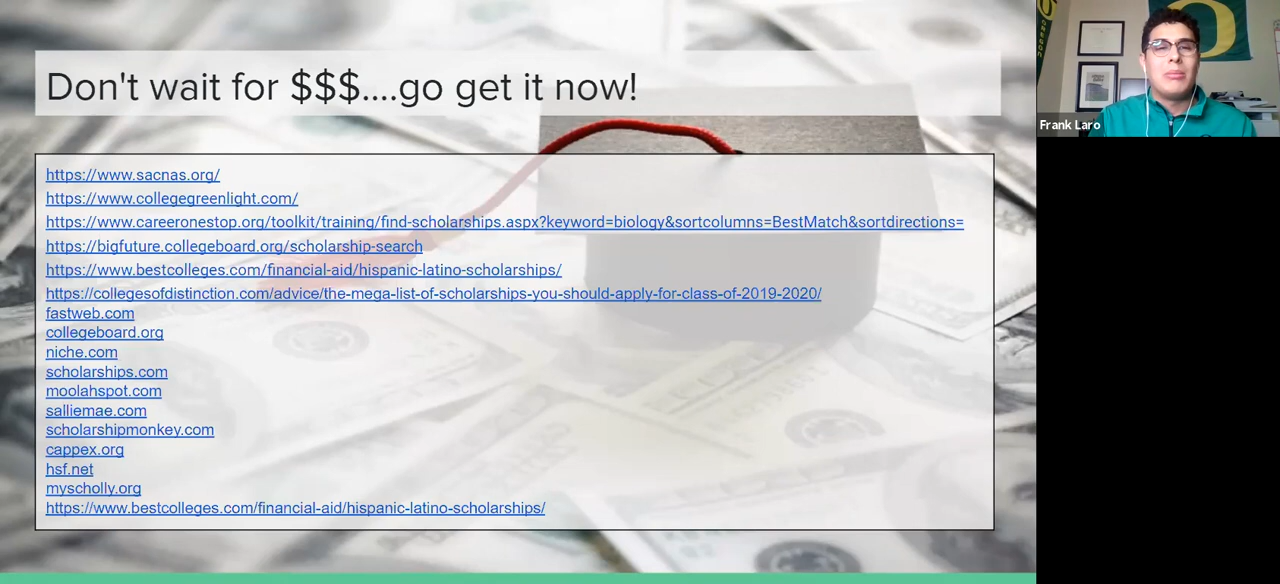 Don't wait for $$$....go get it now!
https://www.sacnas.org/
https://www.collegegreenlight.com/
https://www.careeronestop.org/toolkit/training/find-scholarships.aspx?keyword=biology&sortcolumns=BestMatch&sortdirections=
https://bigfuture.collegeboard.org/scholarship-search
https://www.bestcolleges.com/financial-aid/hispanic-latino-scholarships/
https://collegesofdistinction.com/advice/the-mega-list-of-scholarships-you-should-apply-for-class-of-2019-2020/
fastweb.com
collegeboard.org
niche.com
scholarships.com
moolahspot.com
salliemae.com
scholarshipmonkey.com
cappex.org
hsf.net
myscholly.org
https://www.bestcolleges.com/financial-aid/hispanic-latino-scholarships/
OREGON
O
Frank Laro